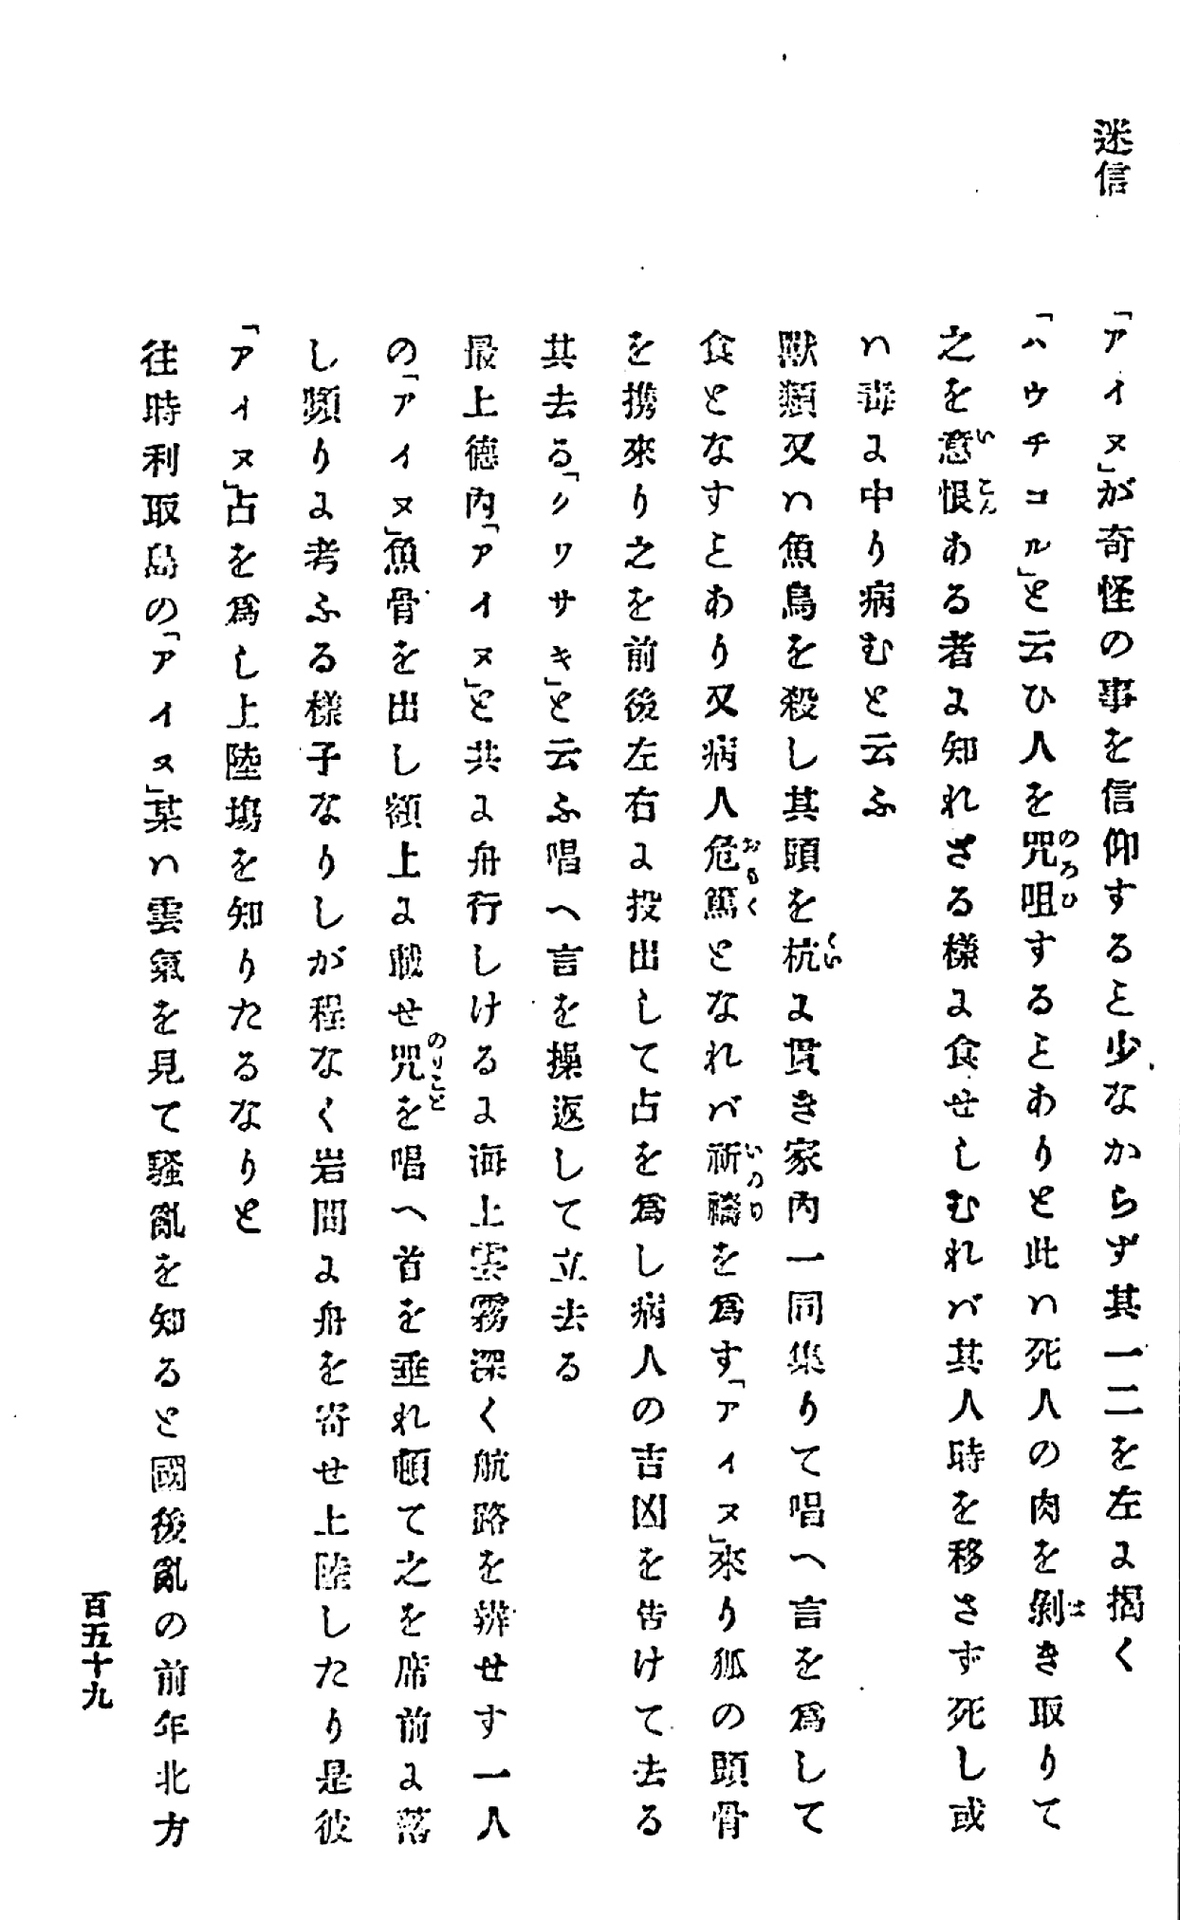 迷信
「アイヌ」が奇怪の事を信仰するヿ少なからず其一二を左に揭く
「ハウチコル」と云ひ人を咒咀するヿありと此ハ死人の肉を剝き取りて
之を意恨ある者に知れさる樣に食せしむれバ其人時を移さず死し或
ハ毒に中り病むと云ふ
獸類又ハ魚鳥を殺し其頭を杭に貫き家內一同集りて唱へ言を爲して
食となすヿあり又病人危篤となれバ祈禱を爲す「アイヌ」來り狐の頭骨
を携來り之を前後左右に投出して占を爲し病人の吉凶を告けて去る
其去る「クワサキ」と云ふ唱へ言を操返して立去る
最上德內「アイヌ」と共に舟行しけるに海上雲霧深く航路を辨せす一人
の「アイヌ」魚骨を出し額上に戴せ咒を唱へ首を垂れ頓て之を席前に落
し頻りに考ふる樣子なりしが程なく岩間に舟を寄せ上陸したり是彼
「アイヌ」占を爲し上陸塲を知りたるなりと
往時利取島の「アイヌ」某ハ雲氣を見て騷亂を知ると國後亂の前年北方
百五十九